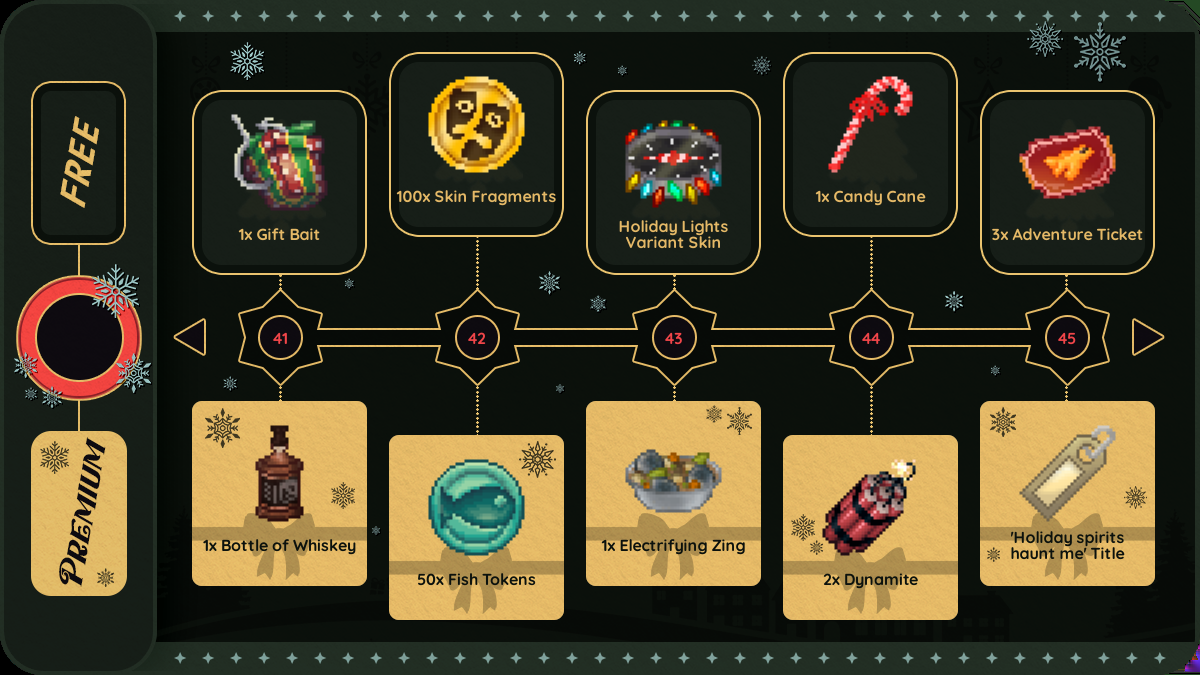 FREE
1x Gift Bait
100x Skin Fragments
Holiday Lights
Variant Skin
1x Candy Cane
3x Adventure Ticket
41
42
43
44
45
PREMIUM
1x Bottle of Whiskey
50x Fish Tokens
1x Electrifying Zing
2x Dynamite
'Holiday spirits
haunt me' Title